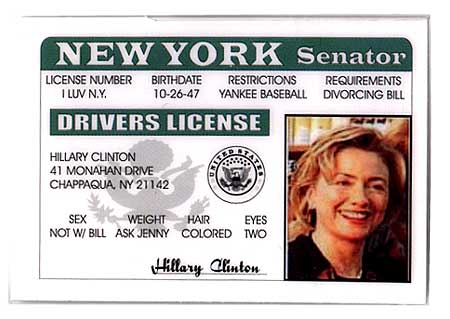 NEW YORK Senator
LICENSE NUMBER BIRTHDATE RESTRICTIONS REQUIREMENTS
I LUV N.Y. 10-26-47 YANKEE BASEBALL DIVORCING BILL
DRIVERS LICENSE
HILLARY CLINTON
41 MONAHAN DRIVE
CHAPPAQUA, NY 21142
UNITED STATES
SEX WEIGHT HAIR EYES
NOT W/ BILL ASK JENNY COLORED TWO
Hillary Clinton